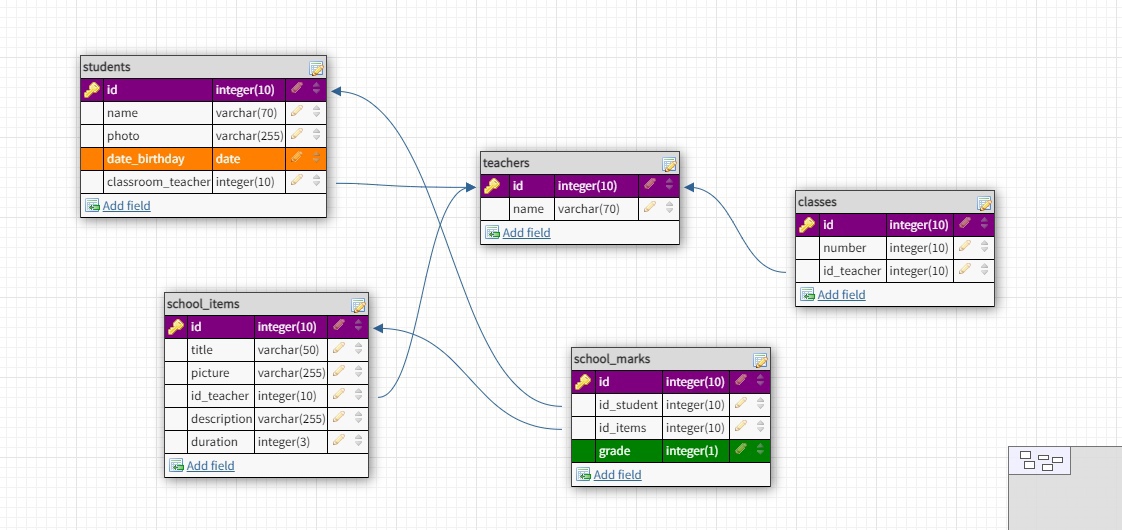 students
id integer(10)
name varchar(70)
photo varchar(255)
date_birthday date
classroom_teacher integer(10)
Add field
teachers
id integer(10)
name varchar(70)
Add field
classes
id integer(10)
number integer(10)
id_teacher integer(10)
Add field
school_items
id integer(10)
title varchar(50)
picture varchar(255)
id_teacher integer(10)
description varchar(255)
duration integer(3)
Add field
school_marks
id integer(10)
id_student integer(10)
id_items integer(10)
grade integer(1)
Add field